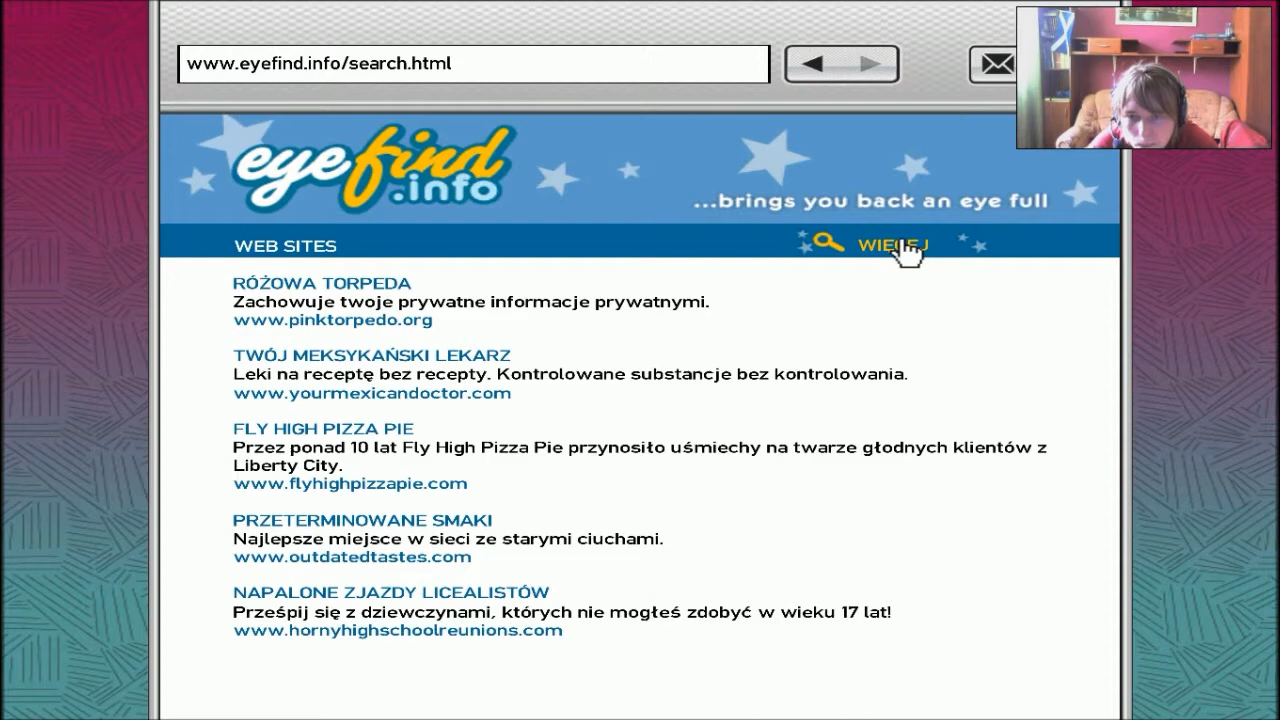 www.eyefind.info/search.html
eyefind
.info
...brings you back an eye full
WEB SITES
WIĘCEJ
RÓŻOWA TORPEDA
Zachowuje twoje prywatne informacje prywatnymi.
www.pinktorpedo.org
TWÓJ MEKSYKAŃSKI LEKARZ
Leki na receptę bez recepty. Kontrolowane substancje bez kontrolowania.
www.yourmexicandoctor.com
FLY HIGH PIZZA PIE
Przez ponad 10 lat Fly High Pizza Pie przynosiło uśmiechy na twarze głodnych klientów z
Liberty City.
www.flyhighpizzapie.com
PRZETERMINOWANE SMAKI
Najlepsze miejsce w sieci ze starymi ciuchami.
www.outdatedtastes.com
NAPALONE ZJAZDY LICEALISTÓW
Prześpij się z dziewczynami, których nie mogłeś zdobyć w wieku 17 lat!
www.hornyhighschoolreunions.com